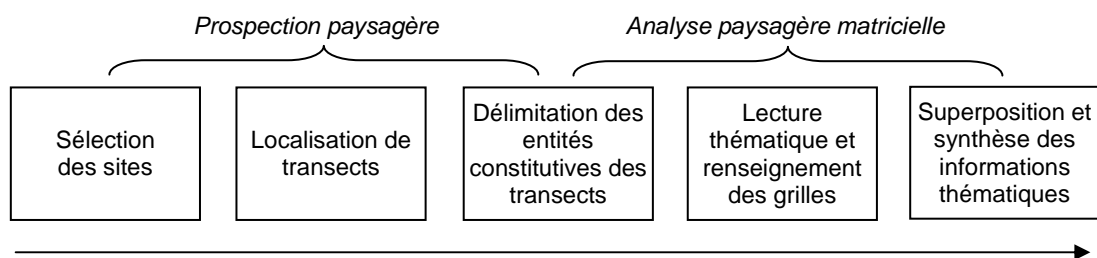 Prospection paysagère
Analyse paysagère matricielle
Sélection
des sites
Localisation de
transects
Délimitation des
entités
constitutives des
transects
Lecture
thématique et
renseignement
des grilles
Superposition et
synthèse des
informations
thématiques